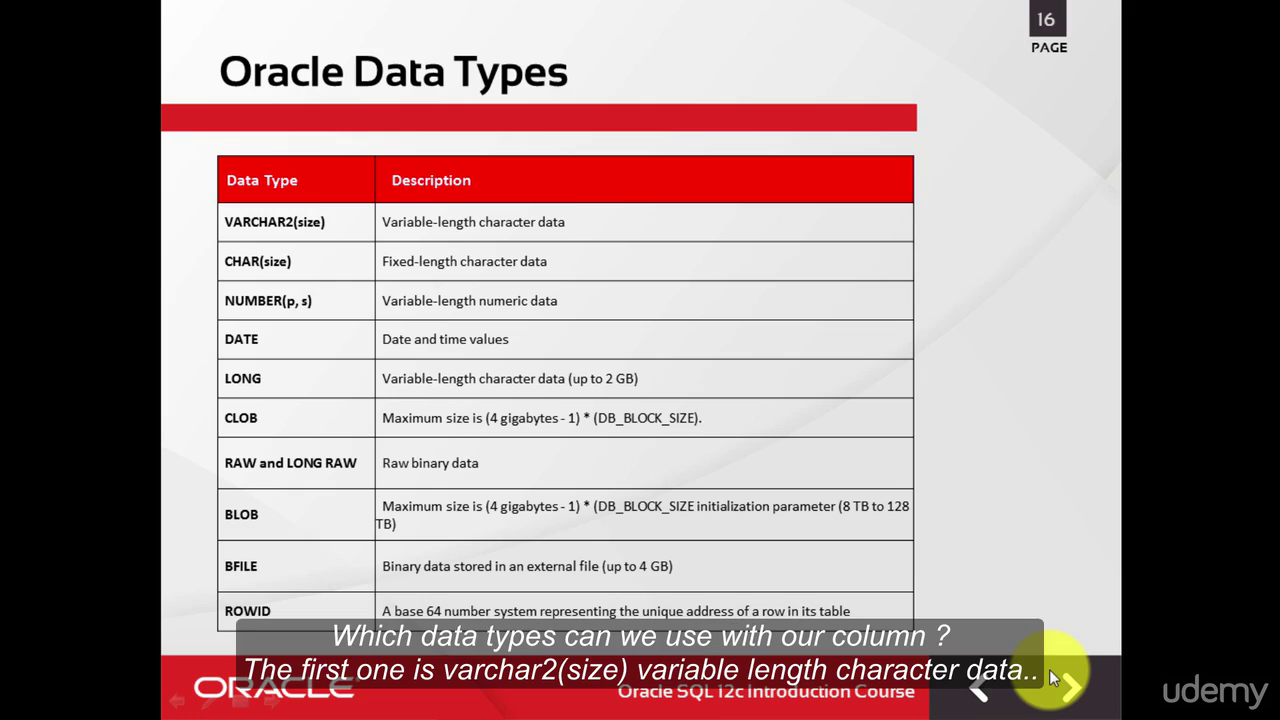 16
PAGE
Oracle Data Types
Data Type Description
VARCHAR2(size) Variable-length character data
CHAR(size) Fixed-length character data
NUMBER(p, s) Variable-length numeric data
DATE Date and time values
LONG Variable-length character data (up to 2 GB)
CLOB Maximum size is (4 gigabytes - 1) * (DB_BLOCK_SIZE).
RAW and LONG RAW Raw binary data
BLOB Maximum size is (4 gigabytes - 1) * (DB_BLOCK_SIZE initialization parameter (8 TB to 128
TB)
BFILE Binary data stored in an external file (up to 4 GB)
ROWID A base 64 number system representing the unique address of a row in its table
Which data types can we use with our column ?
The first one is varchar2(size) variable length character data..
ORACLE Oracle SQL 12c Introduction Course
udemy